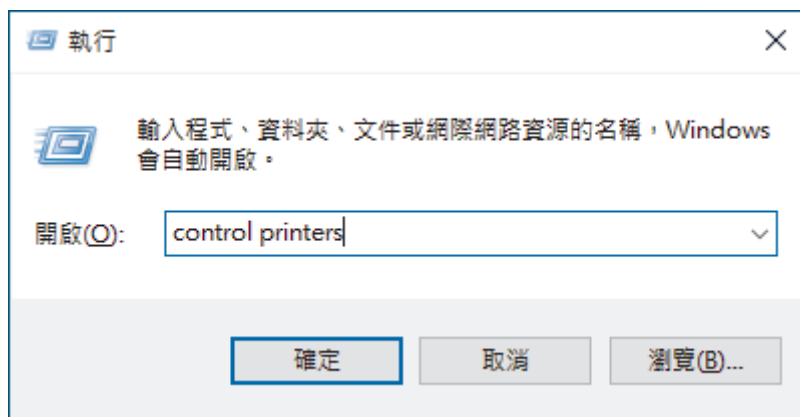 執行
輸入程式、資料夾、文件或網際網路資源的名稱，Windows
會自動開啟。
開啟(O):
control printers
確定
取消
瀏覽(B)...